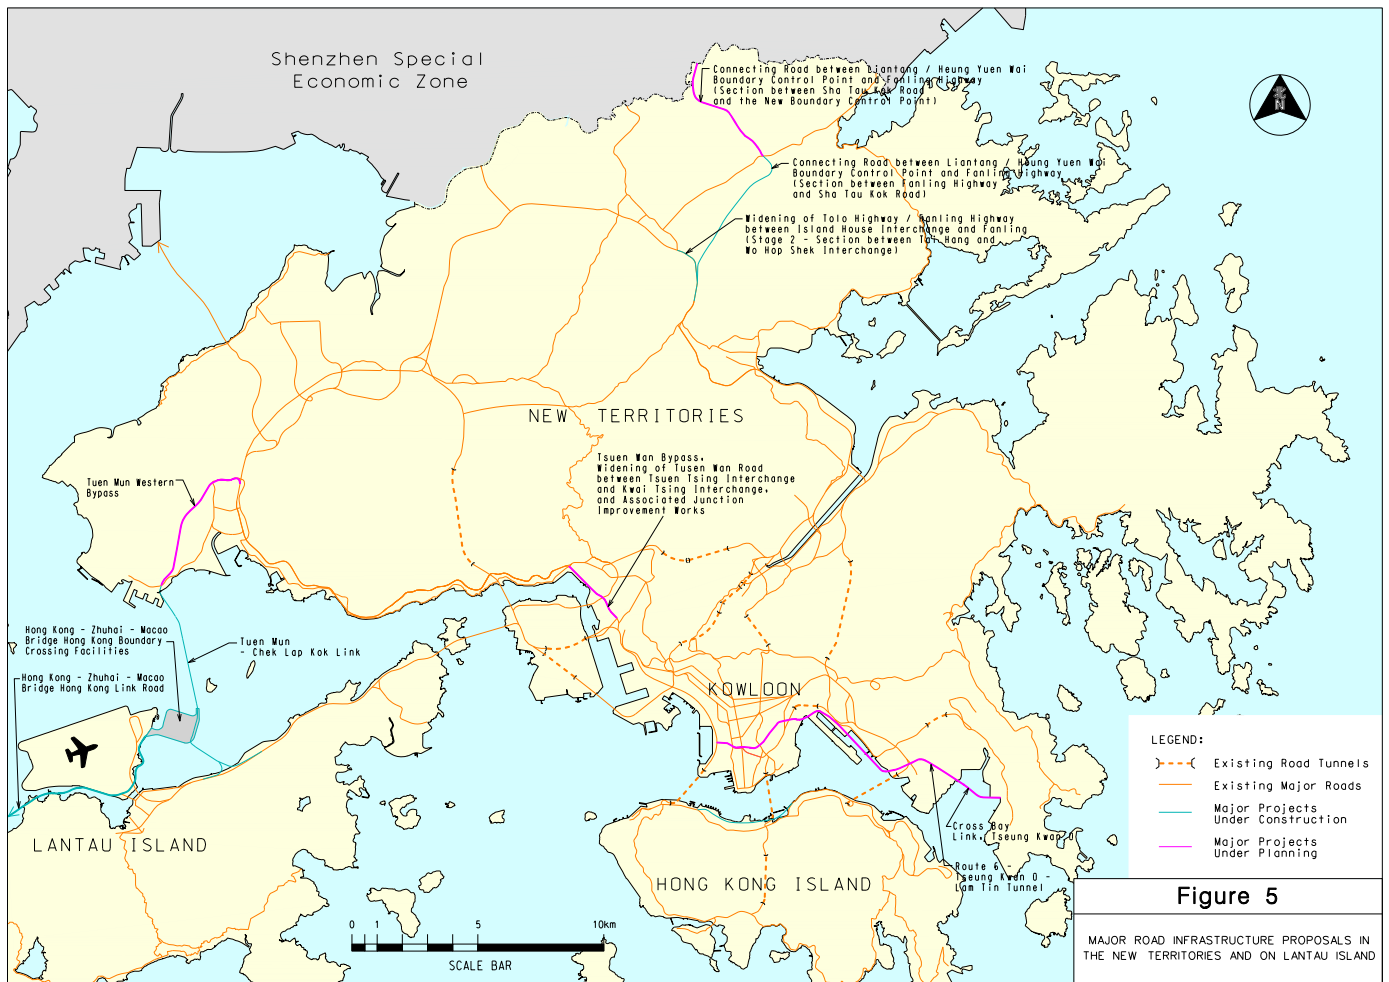 Shenzhen Special
Economic Zone
Connecting Road between Liantang / Heung Yuen Wai
Boundary Control Point and Fanling Highway
(Section between Sha Tau Kok Road
and the New Boundary Control Point)
N
Connecting Road between Liantang / Heung Yuen Wai
Boundary Control Point and Fanling Highway
(Section between Fanling Highway
and Sha Tau Kok Road)
Widening of Tolo Highway / Fanling Highway
between Island House Interchange and Fanling
(Stage 2 - Section between Tai Hang and
Wo Hop Shek Interchange)
NEW TERRITORIES
Tsuen Wan Bypass,
Widening of Tusen Wan Road
between Tsuen Tsing Interchange
and Kwai Tsing Interchange,
and Associated Junction
Improvement Works
Tuen Mun Western
Bypass
Hong Kong - Zhuhai - Macao
Bridge Hong Kong Boundary
Crossing Facilities
Tuen Mun
- Chek Lap Kok Link
Hong Kong - Zhuhai - Macao
Bridge Hong Kong Link Road
KOWLOON
LANTAU ISLAND
HONG KONG ISLAND
Cross Bay
Link, Tseung Kwan O
Route 6 -
Tseung Kwan O -
Lam Tin Tunnel
LEGEND:
Existing Road Tunnels
Existing Major Roads
Major Projects
Under Construction
Major Projects
Under Planning
0 1 5 10km
SCALE BAR
Figure 5
MAJOR ROAD INFRASTRUCTURE PROPOSALS IN
THE NEW TERRITORIES AND ON LANTAU ISLAND